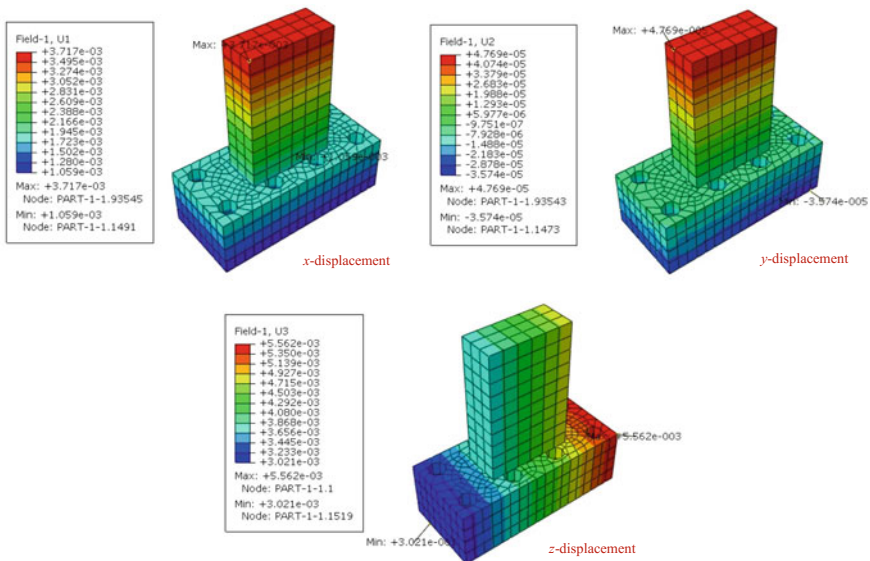 Field-1, U1
+3.717e-03
+3.495e-03
+3.274e-03
+3.052e-03
+2.831e-03
+2.609e-03
+2.388e-03
+2.166e-03
+1.945e-03
+1.723e-03
+1.502e-03
+1.280e-03
+1.059e-03
Max: +3.717e-03
Node: PART-1-1.93545
Min: +1.059e-03
Node: PART-1-1.1491
Max:
x-displacement
Field-1, U2
+4.769e-05
+4.074e-05
+3.379e-05
+2.683e-05
+1.988e-05
+1.293e-05
+5.977e-06
-9.751e-07
-7.928e-06
-1.488e-05
-2.183e-05
-2.878e-05
-3.574e-05
Max: +4.769e-05
Node: PART-1-1.93543
Min: -3.574e-05
Node: PART-1-1.1473
Max: +4.769e-005
Min: -3.574e-005
y-displacement
Field-1, U3
+5.562e-03
+5.350e-03
+5.139e-03
+4.927e-03
+4.715e-03
+4.503e-03
+4.292e-03
+4.080e-03
+3.868e-03
+3.656e-03
+3.445e-03
+3.233e-03
+3.021e-03
Max: +5.562e-03
Node: PART-1-1.1
Min: +3.021e-03
Node: PART-1-1.1519
+5.562e-003
Min: +3.021e-003
z-displacement